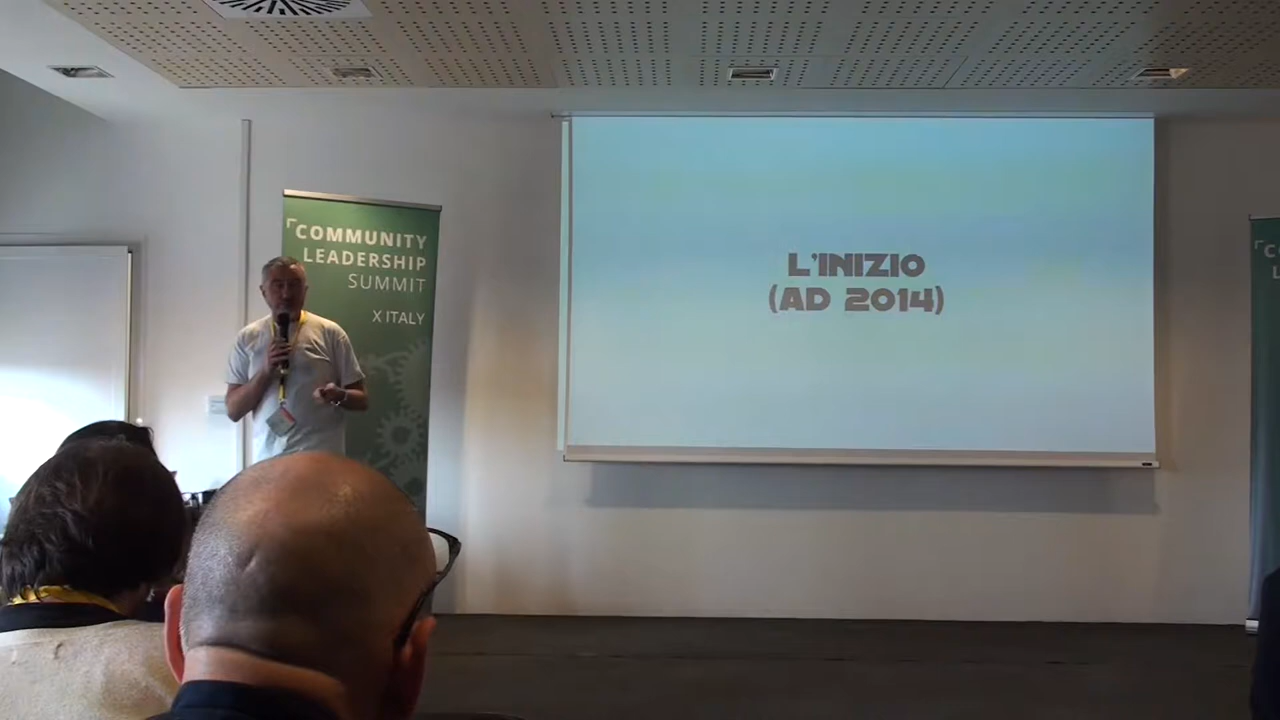 COMMUNITY
LEADERSHIP
SUMMIT
X ITALY
L'INIZIO
(AD 2014)